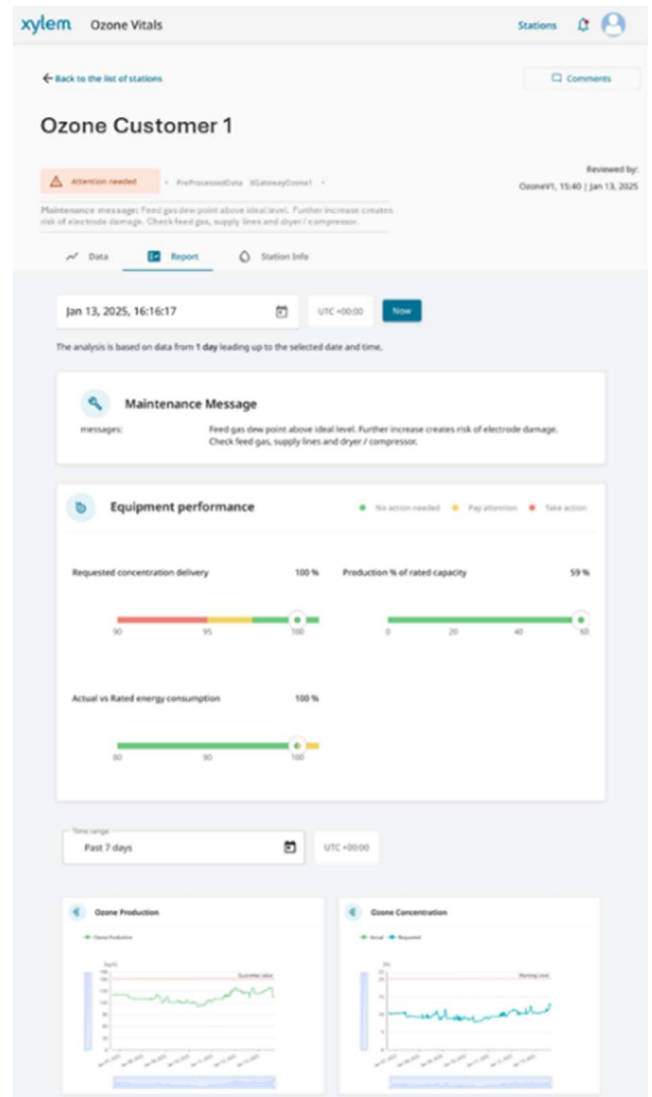 xylem Ozone Vitals Stations
Back to the list of stations Comments
Ozone Customer 1
Reviewed by:
Attention needed
OzoneV1, 15:40 | Jan 13, 2025
Maintenance message: Feed gas dew point above ideal level. Further increase creates
risk of electrode damage. Check feed gas, supply lines and dryer / compressor.
Data Report Station Info
Jan 13, 2025, 16:16:17 UTC +00:00 Now
The analysis is based on data from 1 day leading up to the selected date and time.
Maintenance Message
messages: Feed gas dew point above ideal level. Further increase creates risk of electrode damage.
Check feed gas, supply lines and dryer / compressor.
Equipment performance No action needed Pay attention Take action
Requested concentration delivery 100 % Production % of rated capacity 59 %
90 95 100 0 20 40 60
Actual vs Rated energy consumption 100 %
80 90 100
Time range
Past 7 days UTC +00:00
Ozone Production Ozone Concentration
Ozone Production Actual Requested
Warning Level